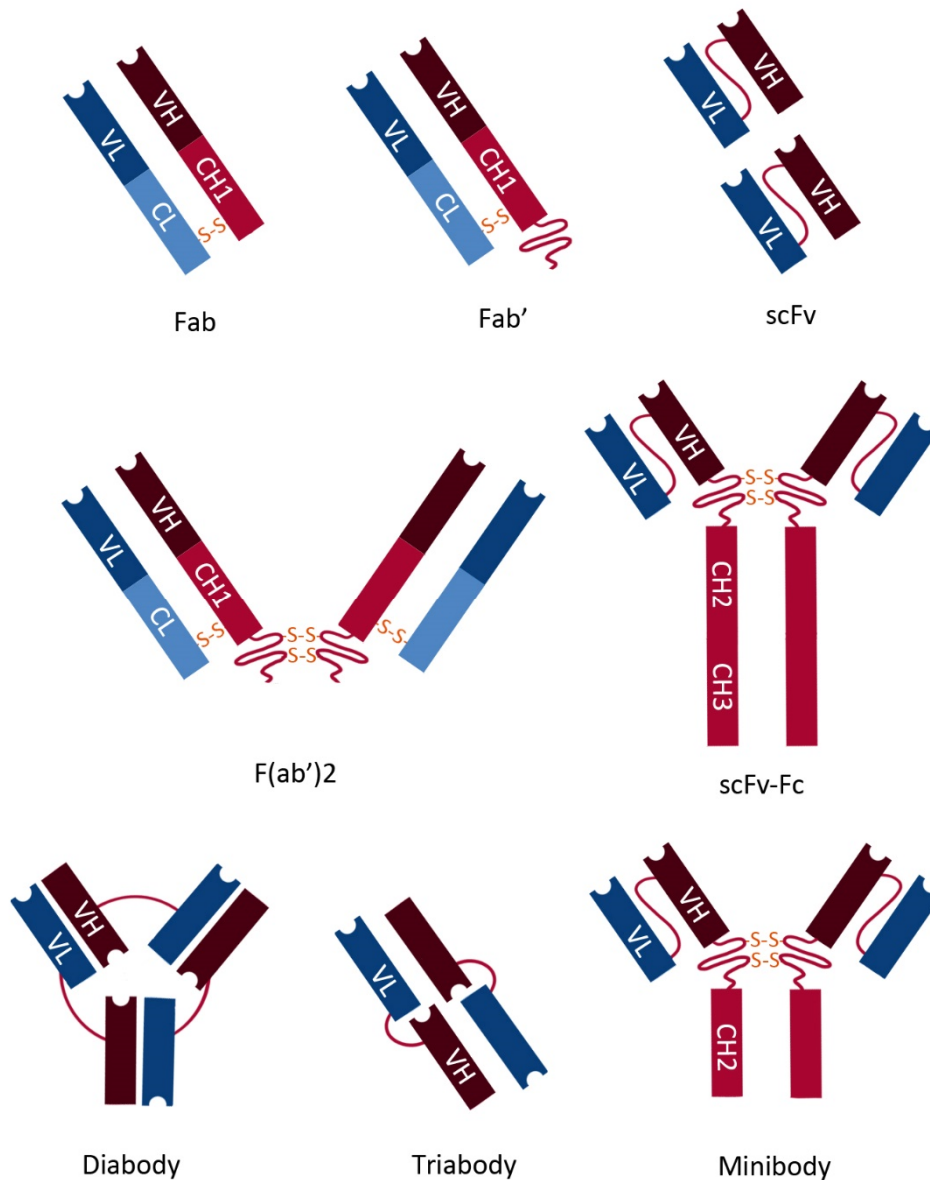 VL
VH
CL
CH1
S-S
Fab
VL
VH
CL
CH1
S-S
Fab’
VL
VH
VL
VH
scFv
VL
VH
CL
CH1
S-S
S-S
S-S
S-S
F(ab’)2
VL
VH
S-S
S-S
CH2
CH3
scFv-Fc
VL
VH
Diabody
VL
VH
Triabody
VL
VH
S-S
S-S
CH2
Minibody